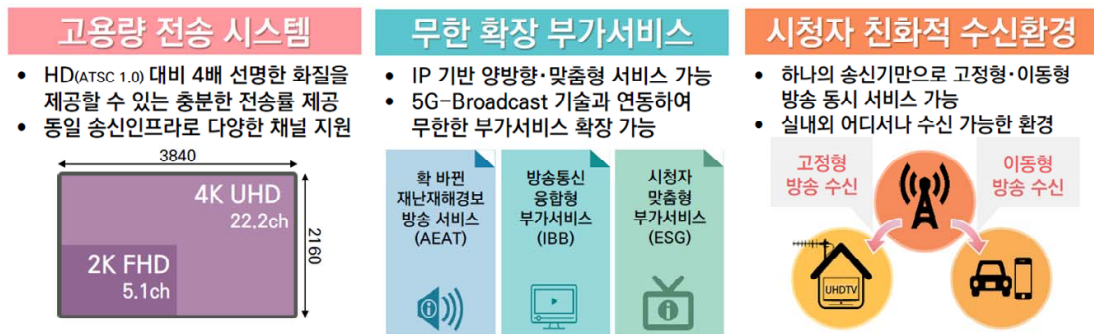 고용량 전송 시스템
• HD(ATSC 1.0) 대비 4배 선명한 화질을
제공할 수 있는 충분한 전송률 제공
• 동일 송신인프라로 다양한 채널 지원
3840
4K UHD
22.2ch
2160
2K FHD
5.1ch
무한 확장 부가서비스
• IP 기반 양방향·맞춤형 서비스 가능
• 5G-Broadcast 기술과 연동하여
무한한 부가서비스 확장 가능
확 바뀐
재난재해경보
방송 서비스
(AEAT)
방송통신
융합형
부가서비스
(IBB)
시청자
맞춤형
부가서비스
(ESG)
시청자 친화적 수신환경
• 하나의 송신기만으로 고정형·이동형
방송 동시 서비스 가능
• 실내외 어디서나 수신 가능한 환경
고정형
방송 수신
이동형
방송 수신
UHDTV